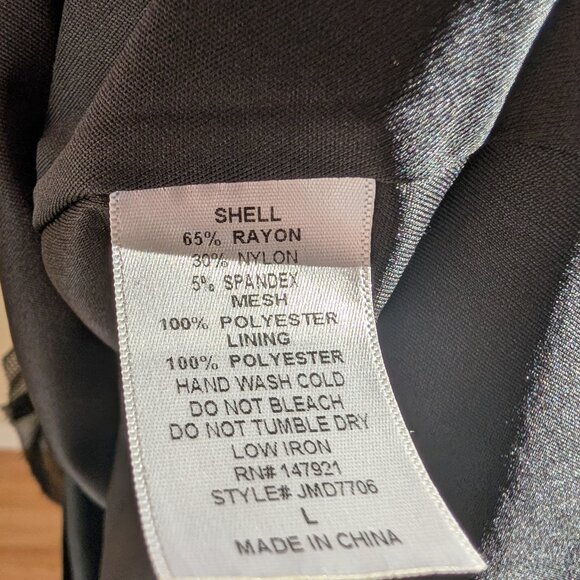 SHELL
65% RAYON
30% NYLON
5% SPANDEX
MESH
100% POLYESTER
LINING
100% POLYESTER
HAND WASH COLD
DO NOT BLEACH
DO NOT TUMBLE DRY
LOW IRON
RN# 147921
STYLE# JMD7706
L
MADE IN CHINA